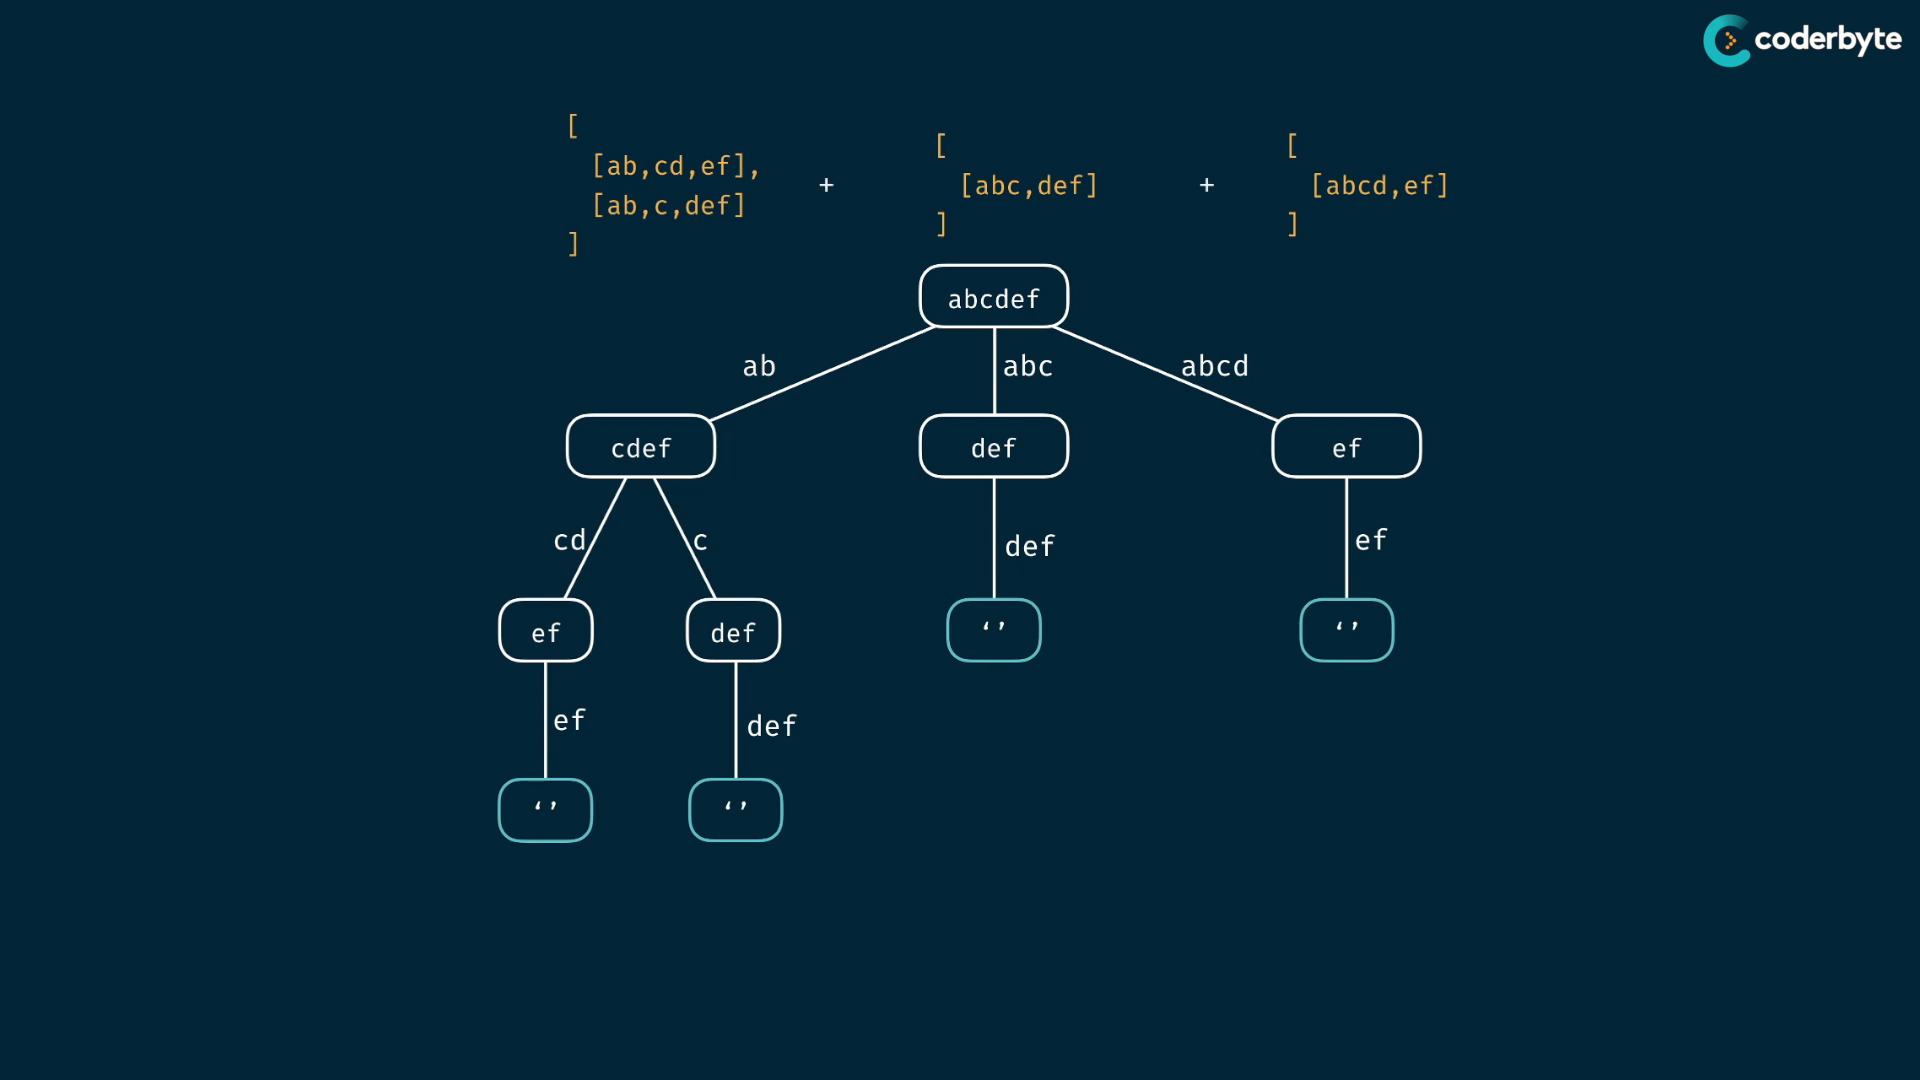 coderbyte
[
[ab,cd,ef],
[ab,c,def]
]
+
[
[abc,def]
]
+
[
[abcd,ef]
]
abcdef
ab
abc
abcd
cdef
def
ef
cd
c
def
ef
ef
def
‘’
‘’
ef
def
‘’
‘’